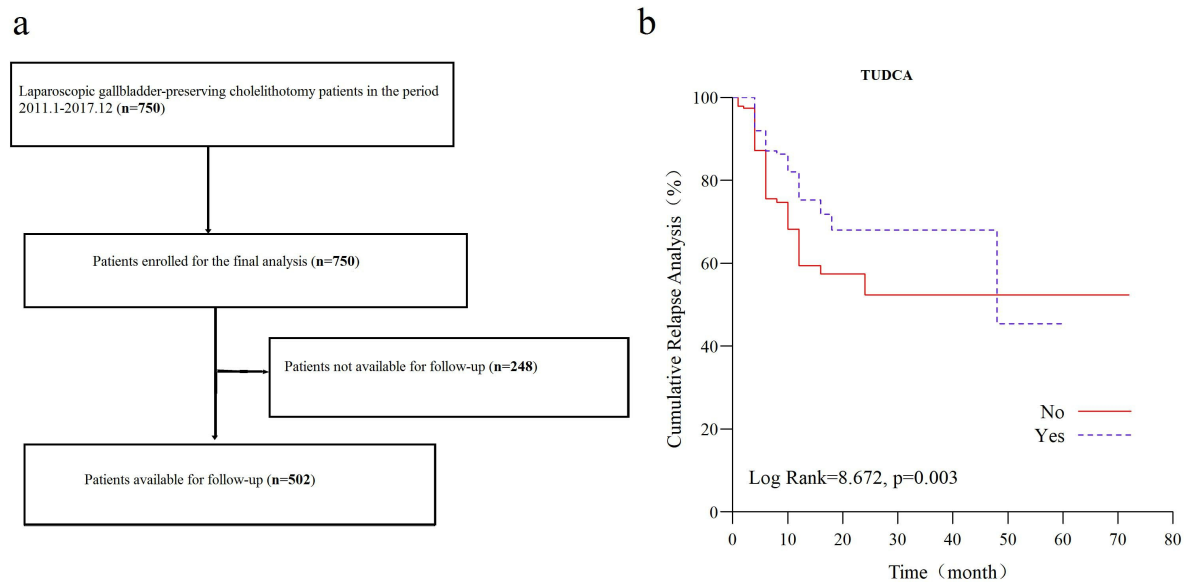 a
Laparoscopic gallbladder-preserving cholelithotomy patients in the period
2011.1-2017.12 (n=750)
Patients enrolled for the final analysis (n=750)
Patients not available for follow-up (n=248)
Patients available for follow-up (n=502)
b
TUDCA
Cumulative Relapse Analysis（%）
100
80
60
40
20
0
No
Yes
Log Rank=8.672, p=0.003
0 10 20 30 40 50 60 70 80
Time（month）